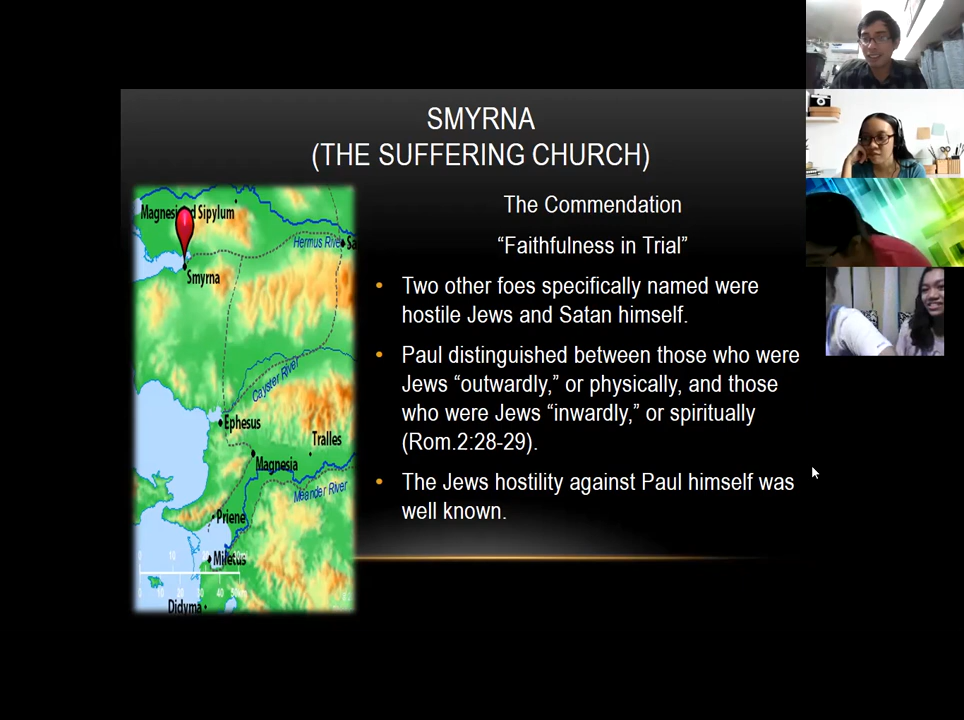 SMYRNA
(THE SUFFERING CHURCH)
The Commendation
“Faithfulness in Trial”
• Two other foes specifically named were
hostile Jews and Satan himself.
• Paul distinguished between those who were
Jews “outwardly,” or physically, and those
who were Jews “inwardly,” or spiritually
(Rom.2:28-29).
• The Jews hostility against Paul himself was
well known.
Sipylum
Hermus River
Smyrna
Cayster River
Ephesus
Tralles
Magnesia
Meander River
Priene
Miletus
Didyma